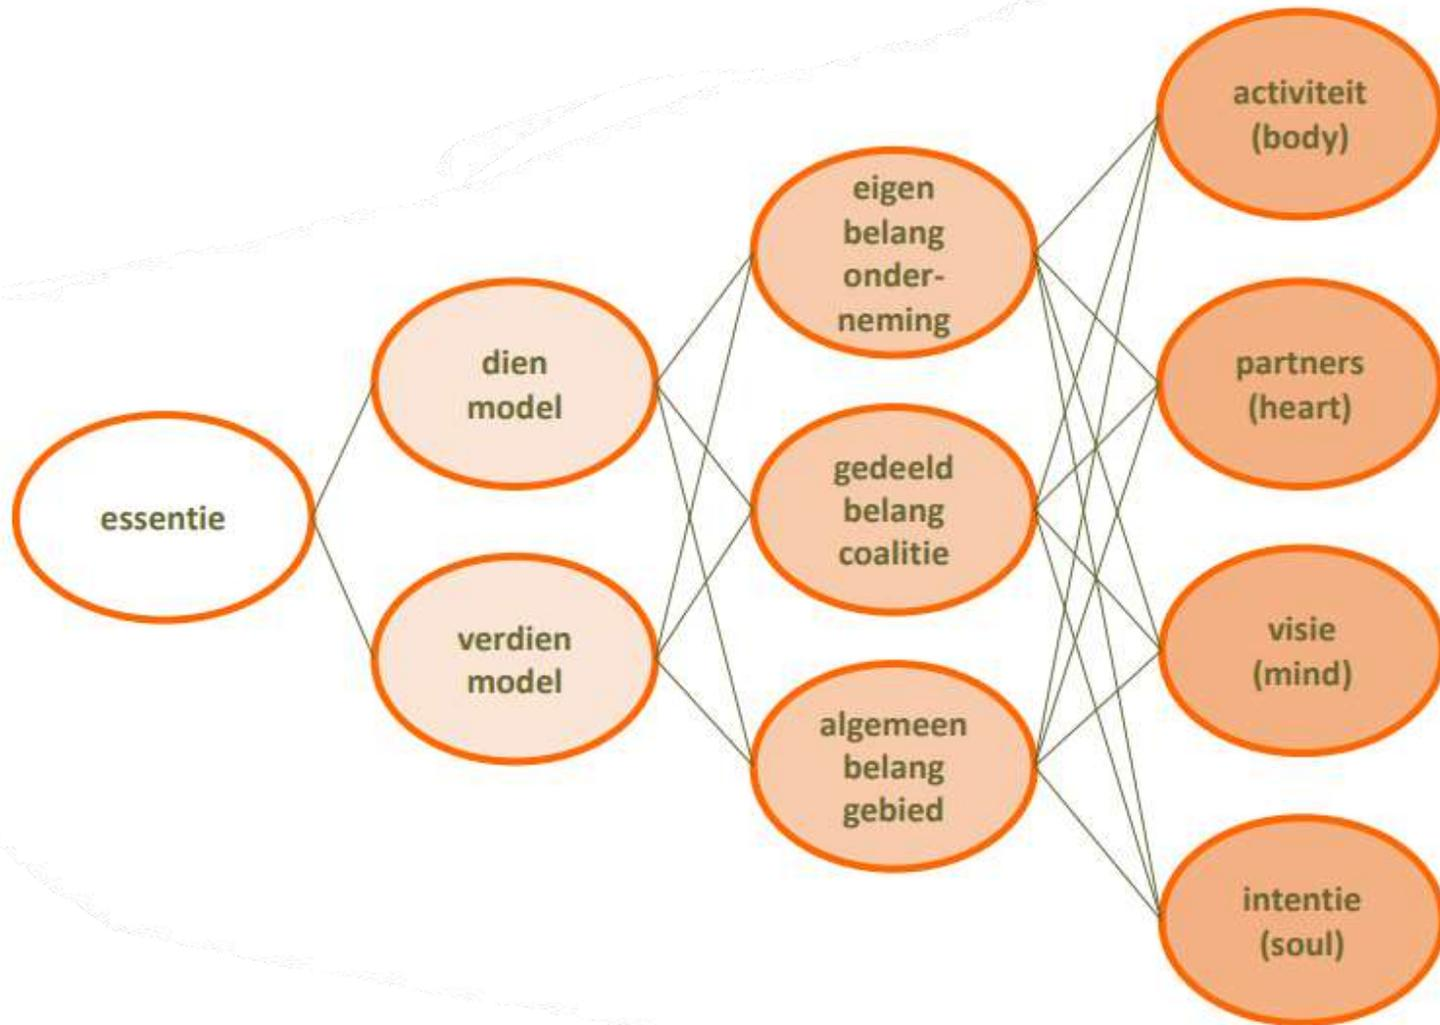 essentie
dien
model
verdien
model
eigen
belang
onder-
neming
gedeeld
belang
coalitie
algemeen
belang
gebied
activiteit
(body)
partners
(heart)
visie
(mind)
intentie
(soul)